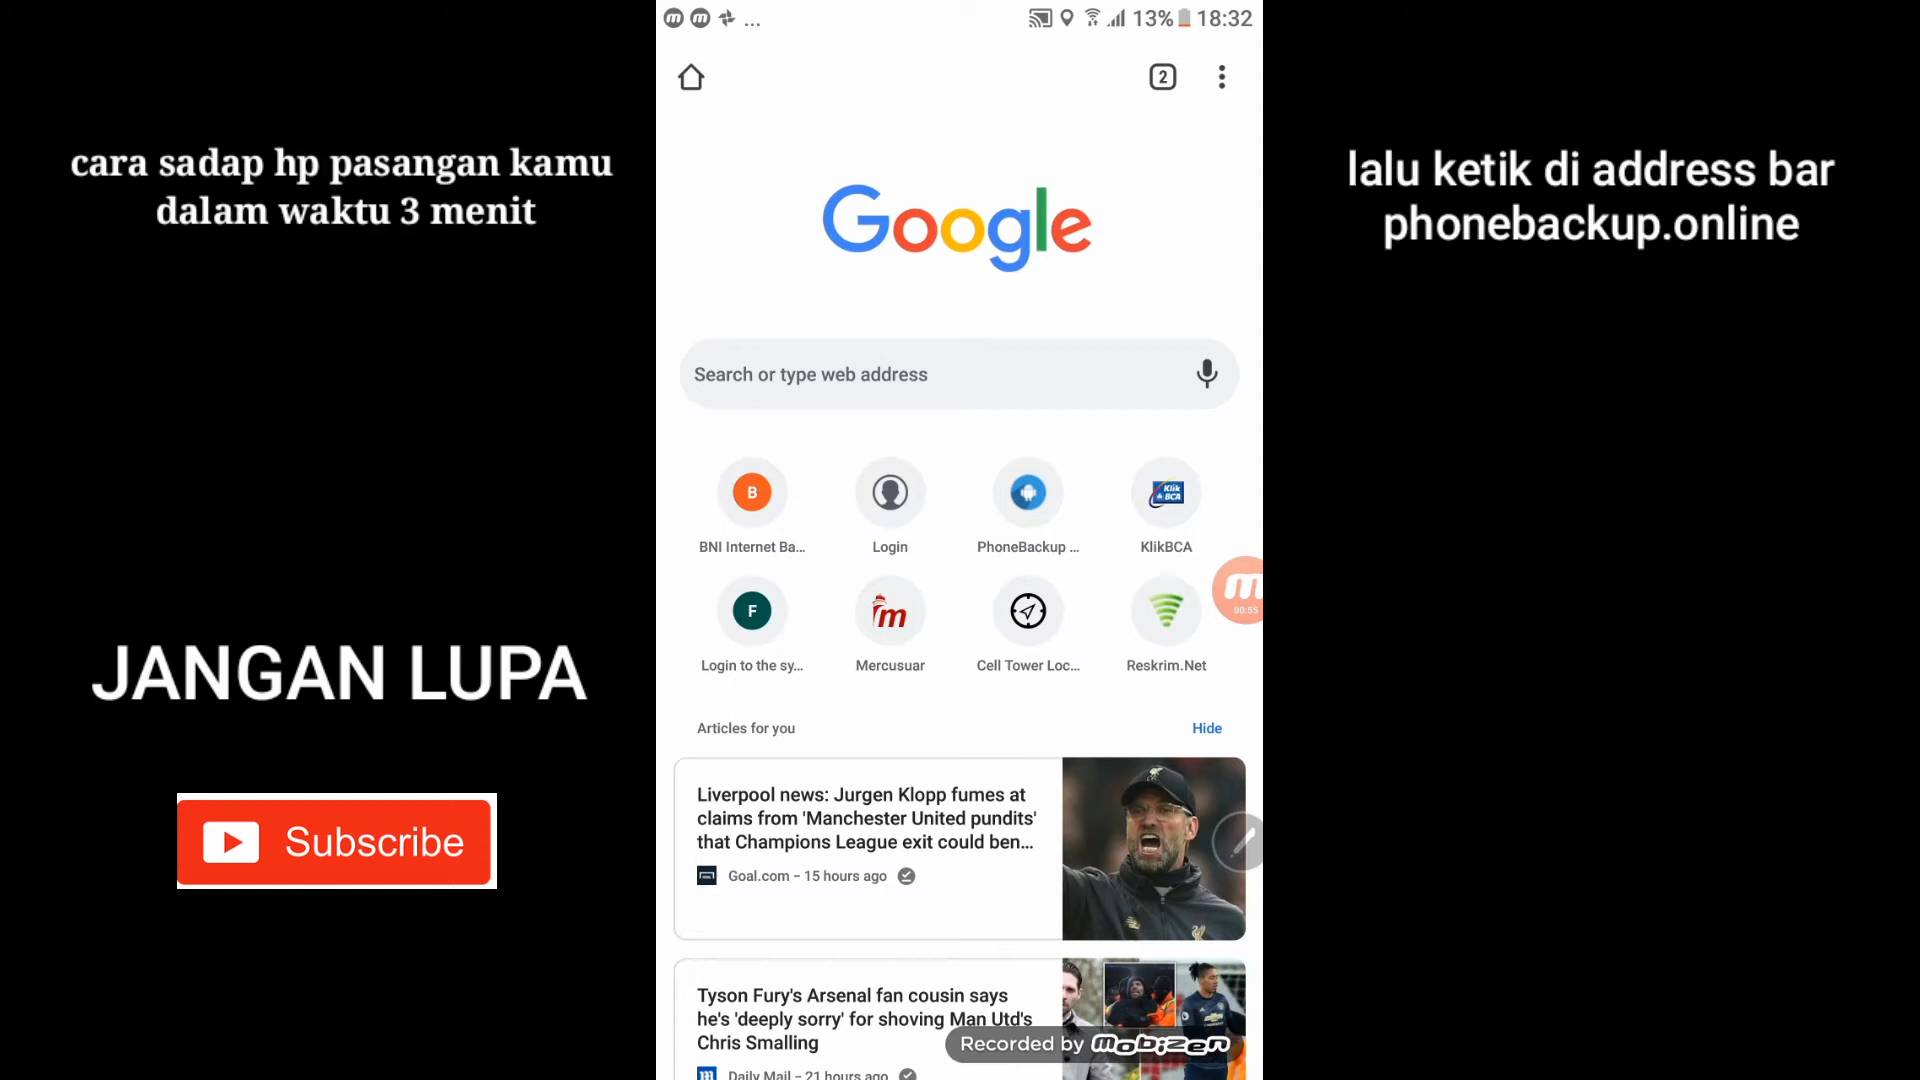 ... 13% 18:32
2
cara sadap hp pasangan kamu
dalam waktu 3 menit
lalu ketik di address bar
phonebackup.online
Google
Search or type web address
B
Klik
BCA
BNI Internet Ba...
Login
PhoneBackup ...
KlikBCA
F
m
m
00:55
Login to the sy...
Mercusuar
Cell Tower Loc...
Reskrim.Net
JANGAN LUPA
Subscribe
Articles for you
Hide
Liverpool news: Jurgen Klopp fumes at
claims from 'Manchester United pundits'
that Champions League exit could ben...
Goal.com - 15 hours ago
Tyson Fury's Arsenal fan cousin says
he's 'deeply sorry' for shoving Man Utd's
Chris Smalling
Recorded by mobizen
Daily Mail - 21 hours ago